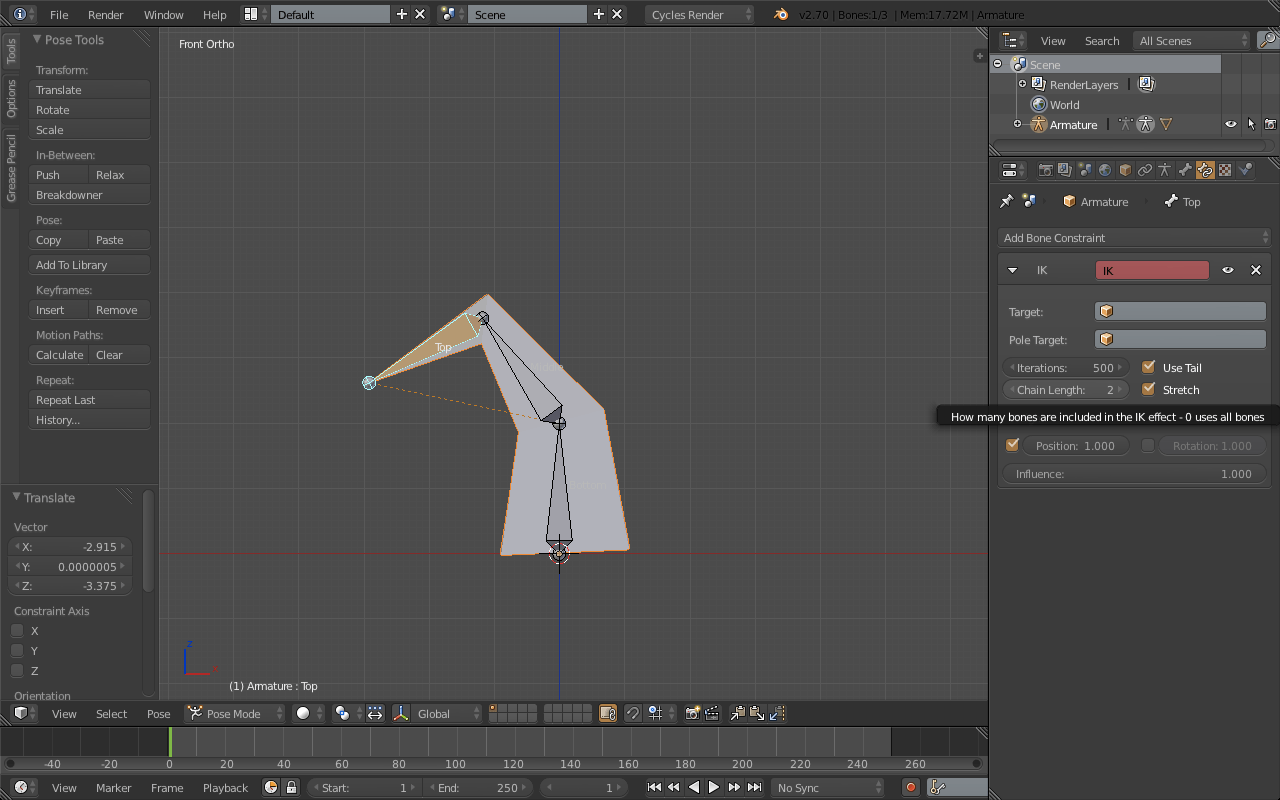 File Render Window Help Default Scene Cycles Render v2.70 | Bones:1/3 | Mem:17.72M | Armature
Tools
Options
Grease Pencil
Pose Tools
Transform:
Translate
Rotate
Scale
In-Between:
Push Relax
Breakdowner
Pose:
Copy Paste
Add To Library
Keyframes:
Insert Remove
Motion Paths:
Calculate Clear
Repeat:
Repeat Last
History...
Translate
Vector
X: -2.915
Y: 0.0000005
Z: -3.375
Constraint Axis
X
Y
Z
Orientation
Front Ortho
Top
z
(1) Armature : Top
View Select Pose Pose Mode Global
-40 -20 0 20 40 60 80 100 120 140 160 180 200 220 240 260
View Marker Frame Playback Start: 1 End: 250 1 No Sync
View Search All Scenes
Scene
RenderLayers |
World
Armature |
Armature Top
Add Bone Constraint
IK IK
Target:
Pole Target:
Iterations: 500 Use Tail
Chain Length: 2 Stretch
How many bones are included in the IK effect - 0 uses all bones
Position: 1.000 Rotation: 1.000
Influence: 1.000